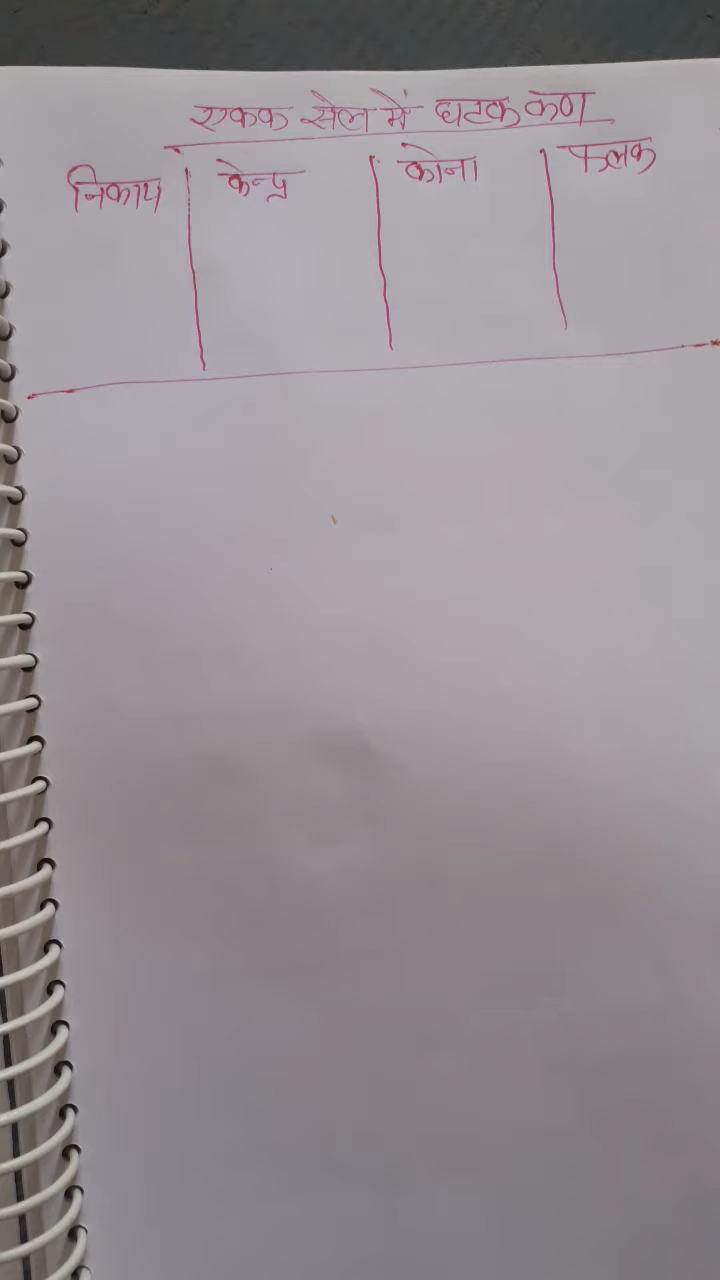 एकक सेल में घटक कण
निकाय केन्द्र कोना फलक